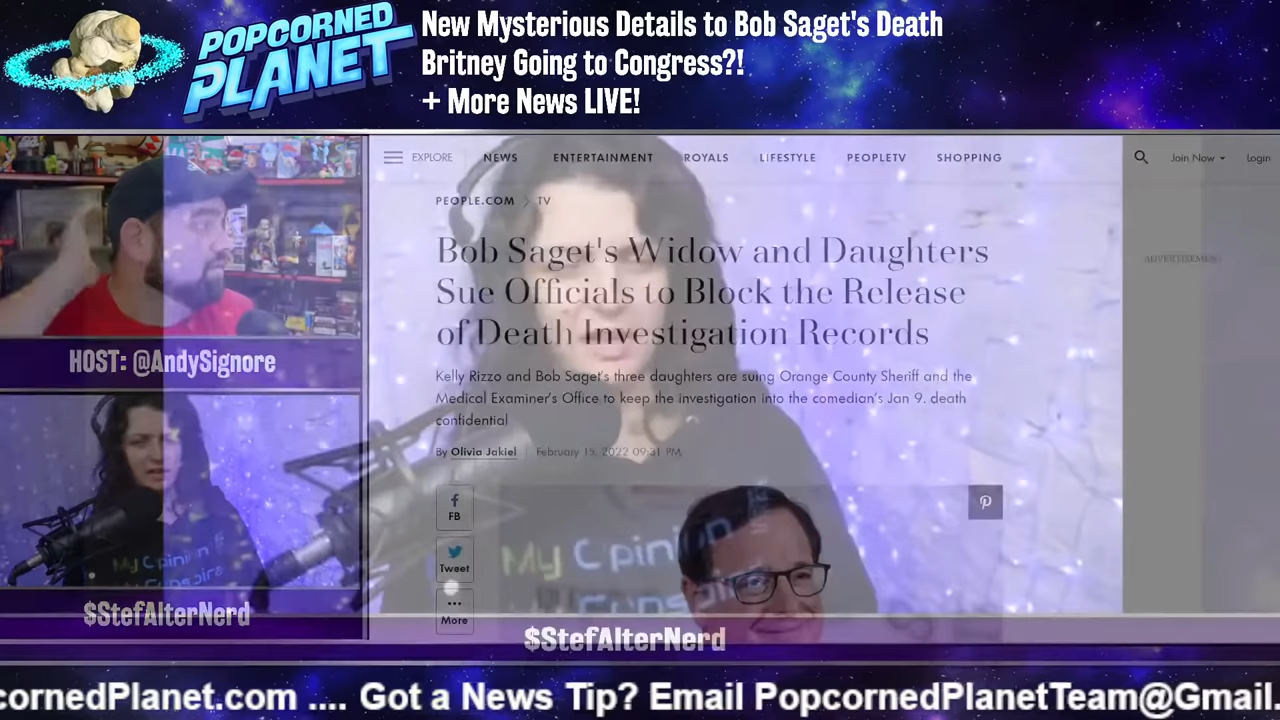 POPCORNED
PLANET
New Mysterious Details to Bob Saget's Death
Britney Going to Congress?!
+ More News LIVE!
EXPLORE NEWS ENTERTAINMENT ROYALS LIFESTYLE PEOPLETV SHOPPING Join Now Login
PEOPLE.COM > TV
ADVERTISEMENT
Bob Saget's Widow and Daughters
Sue Officials to Block the Release
of Death Investigation Records
Kelly Rizzo and Bob Saget's three daughters are suing Orange County Sheriff and the
Medical Examiner's Office to keep the investigation into the comedian's Jan 9. death
confidential
By Olivia Jakiel | February 15, 2022 09:31 PM
FB
Tweet
More
HOST: @AndySignore
My Opinion
My Conspira
$StefAlterNerd
$StefAlterNerd
cornedPlanet.com .... Got a News Tip? Email PopcornedPlanetTeam@Gmail.